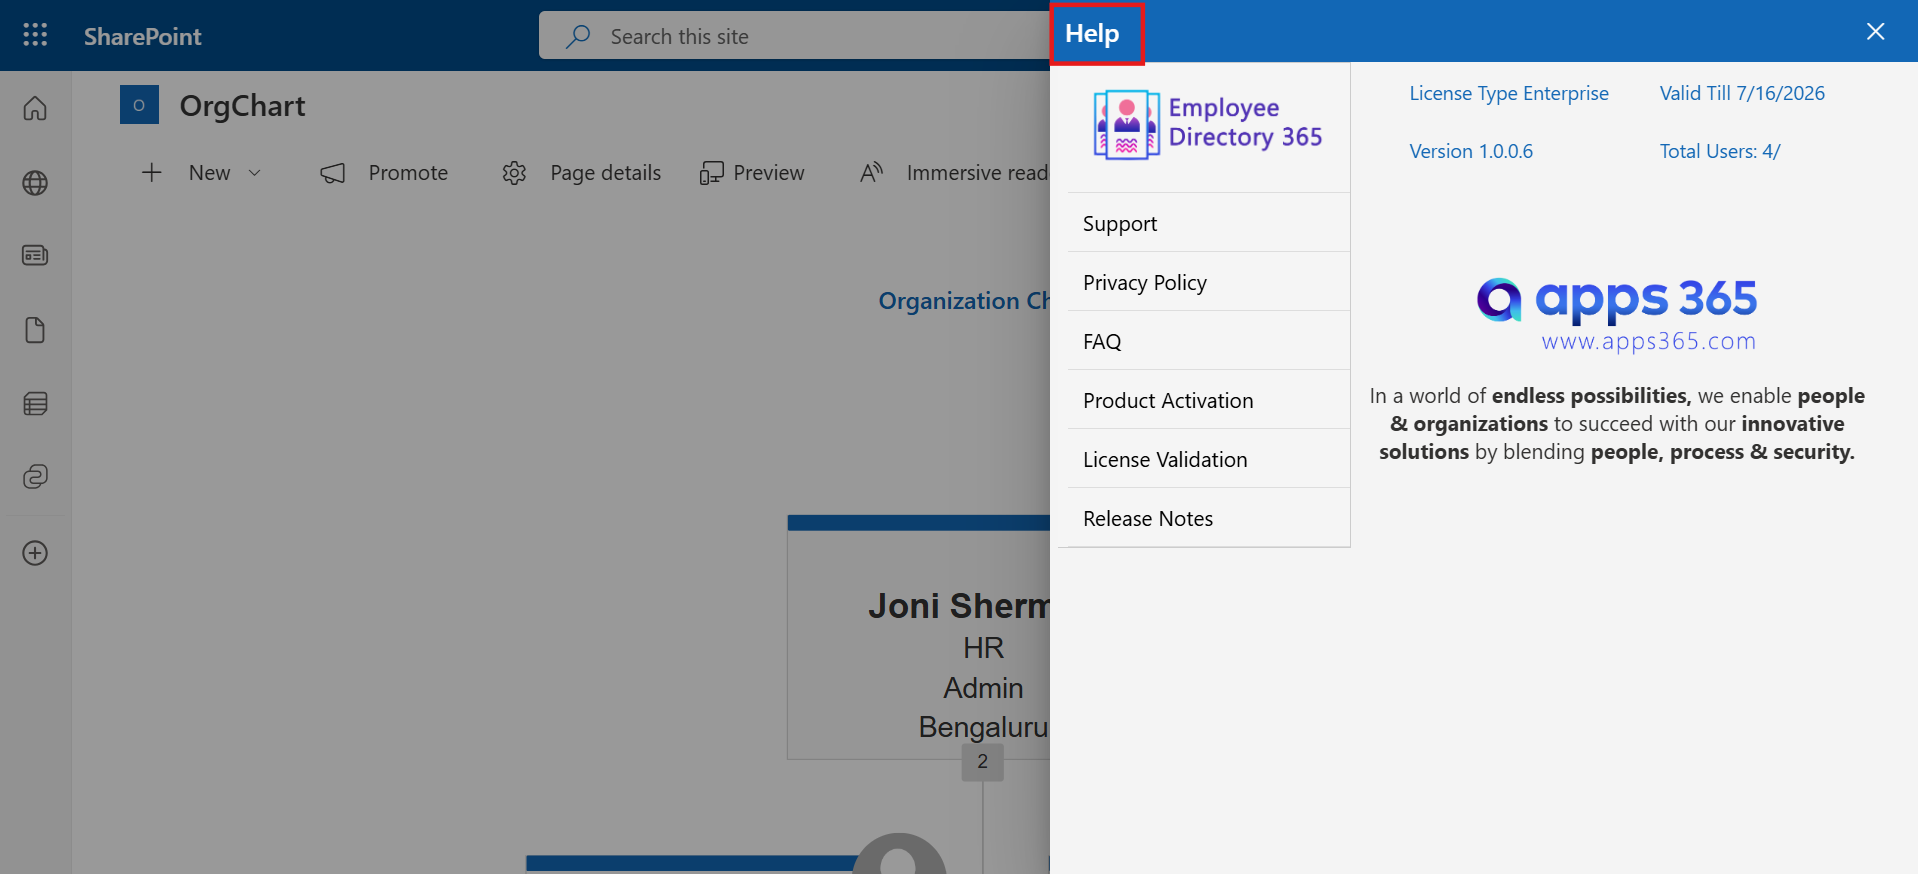 SharePoint
Search this site
Help
O
OrgChart
New
Promote
Page details
Preview
Immersive read
Organization Ch
Joni Sherm
HR
Admin
Bengaluru
2
Employee
Directory 365
Support
Privacy Policy
FAQ
Product Activation
License Validation
Release Notes
License Type Enterprise
Valid Till 7/16/2026
Version 1.0.0.6
Total Users: 4/
apps 365
www.apps365.com
In a world of endless possibilities, we enable people
& organizations to succeed with our innovative
solutions by blending people, process & security.